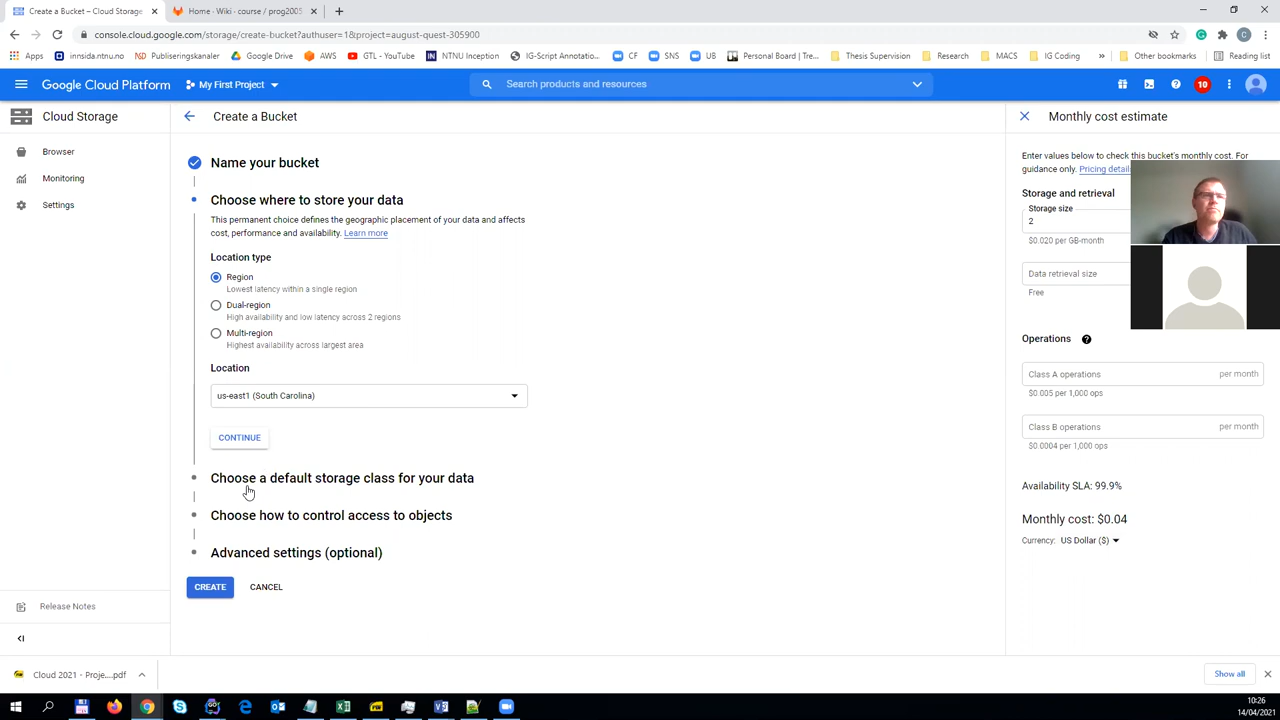 Create a Bucket – Cloud Storage
Home · Wiki · course / prog2005
console.cloud.google.com/storage/create-bucket?authuser=1&project=august-quest-305900
Apps
innsida.ntnu.no
Publiseringskanaler
Google Drive
AWS
GTL - YouTube
NTNU Inception
IG-Script Annotatio...
CF
SNS
UB
Personal Board | Tre...
Thesis Supervision
Research
MACS
IG Coding
»
Other bookmarks
Reading list
Google Cloud Platform
My First Project
Search products and resources
10
Cloud Storage
Create a Bucket
Monthly cost estimate
Browser
Monitoring
Settings
Release Notes
Name your bucket
Choose where to store your data
This permanent choice defines the geographic placement of your data and affects
cost, performance and availability. Learn more
Location type
Region
Lowest latency within a single region
Dual-region
High availability and low latency across 2 regions
Multi-region
Highest availability across largest area
Location
us-east1 (South Carolina)
CONTINUE
Choose a default storage class for your data
Choose how to control access to objects
Advanced settings (optional)
CREATE
CANCEL
Enter values below to check this bucket's monthly cost. For
guidance only. Pricing details
Storage and retrieval
Storage size
2
$0.020 per GB-month
Data retrieval size
Free
Operations
Class A operations
per month
$0.005 per 1,000 ops
Class B operations
per month
$0.0004 per 1,000 ops
Availability SLA: 99.9%
Monthly cost: $0.04
Currency: US Dollar ($)
Cloud 2021 - Proje....pdf
Show all
10:26
14/04/2021